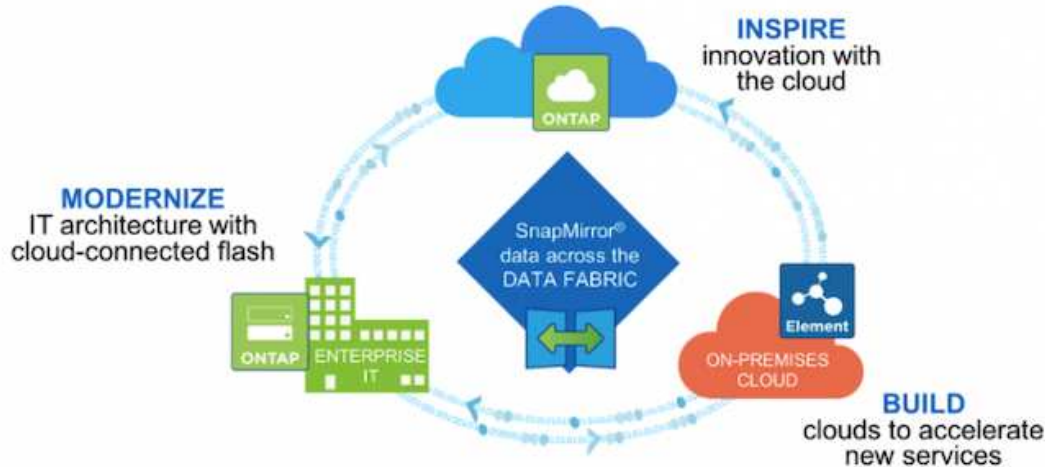 INSPIRE
innovation with
the cloud
ONTAP
MODERNIZE
IT architecture with
cloud-connected flash
SnapMirror®
data across the
DATA FABRIC
ONTAP
ENTERPRISE
IT
Element
ON-PREMISES
CLOUD
BUILD
clouds to accelerate
new services